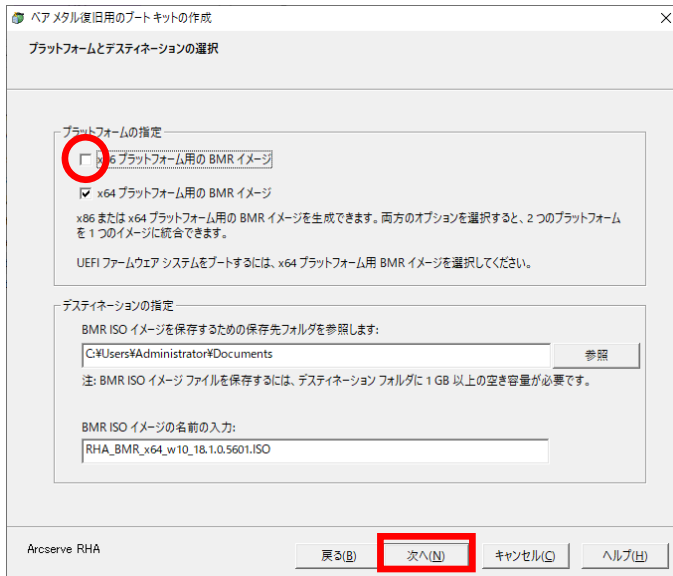 ベア メタル復旧用のブート キットの作成
プラットフォームとデスティネーションの選択
プラットフォームの指定
x86 プラットフォーム用の BMR イメージ
x64 プラットフォーム用の BMR イメージ
x86 または x64 プラットフォーム用の BMR イメージを生成できます。両方のオプションを選択すると、2 つのプラットフォーム
を 1 つのイメージに統合できます。
UEFI ファームウェア システムをブートするには、x64 プラットフォーム用 BMR イメージを選択してください。
デスティネーションの指定
BMR ISO イメージを保存するための保存先フォルダを参照します:
C:¥Users¥Administrator¥Documents
参照
注: BMR ISO イメージ ファイルを保存するには、デスティネーション フォルダに 1 GB 以上の空き容量が必要です。
BMR ISO イメージの名前の入力:
RHA_BMR_x64_w10_18.1.0.5601.ISO
Arcserve RHA
戻る(B)
次へ(N)
キャンセル(C)
ヘルプ(H)